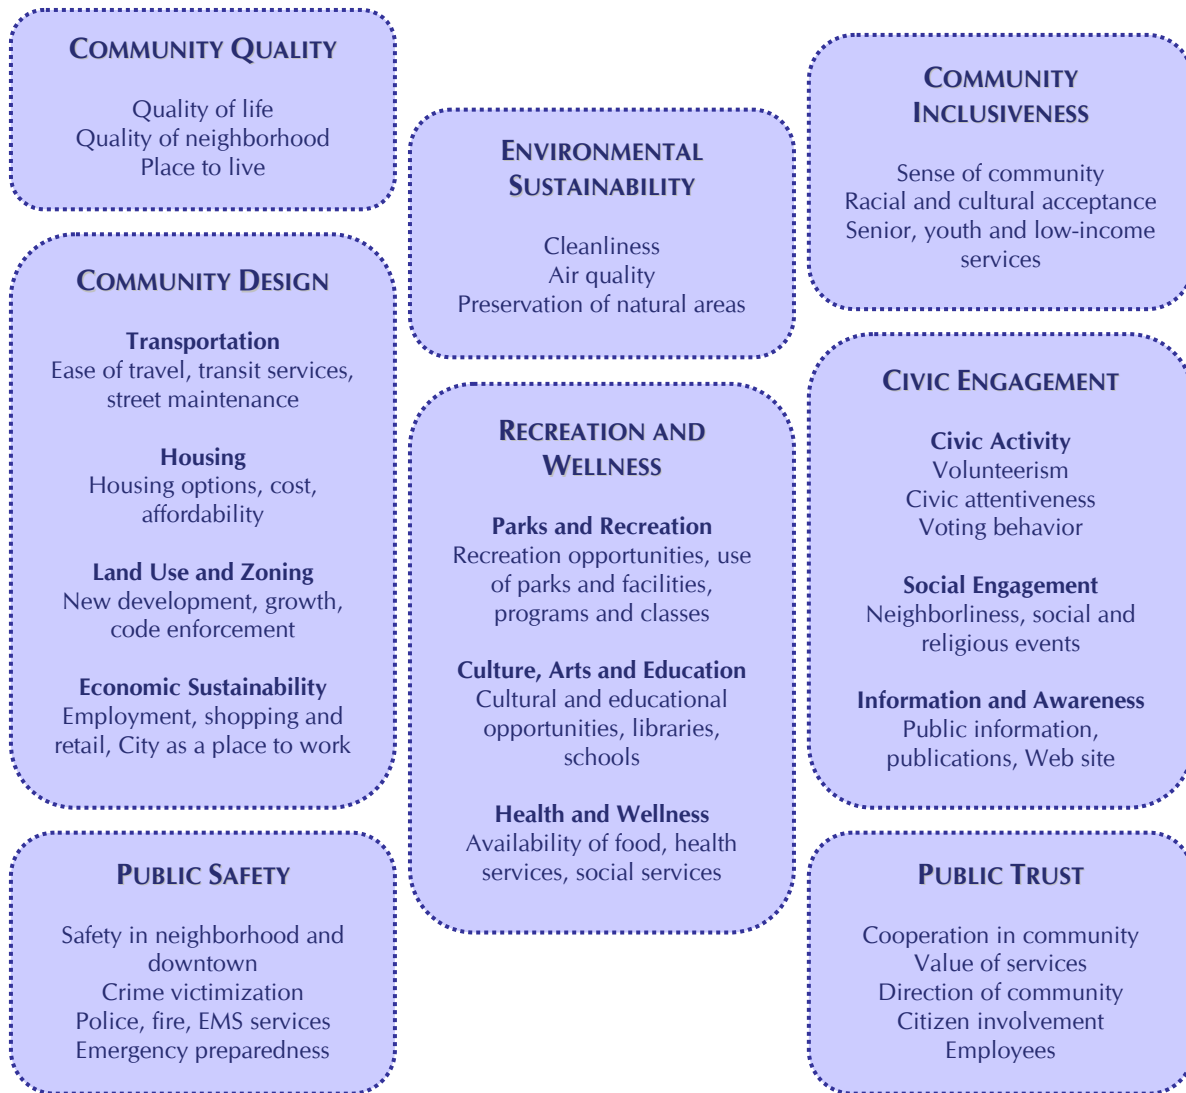 COMMUNITY QUALITY
Quality of life
Quality of neighborhood
Place to live
COMMUNITY DESIGN
Transportation
Ease of travel, transit services,
street maintenance
Housing
Housing options, cost,
affordability
Land Use and Zoning
New development, growth,
code enforcement
Economic Sustainability
Employment, shopping and
retail, City as a place to work
PUBLIC SAFETY
Safety in neighborhood and
downtown
Crime victimization
Police, fire, EMS services
Emergency preparedness
ENVIRONMENTAL
SUSTAINABILITY
Cleanliness
Air quality
Preservation of natural areas
RECREATION AND
WELLNESS
Parks and Recreation
Recreation opportunities, use
of parks and facilities,
programs and classes
Culture, Arts and Education
Cultural and educational
opportunities, libraries,
schools
Health and Wellness
Availability of food, health
services, social services
COMMUNITY
INCLUSIVENESS
Sense of community
Racial and cultural acceptance
Senior, youth and low-income
services
CIVIC ENGAGEMENT
Civic Activity
Volunteerism
Civic attentiveness
Voting behavior
Social Engagement
Neighborliness, social and
religious events
Information and Awareness
Public information,
publications, Web site
PUBLIC TRUST
Cooperation in community
Value of services
Direction of community
Citizen involvement
Employees